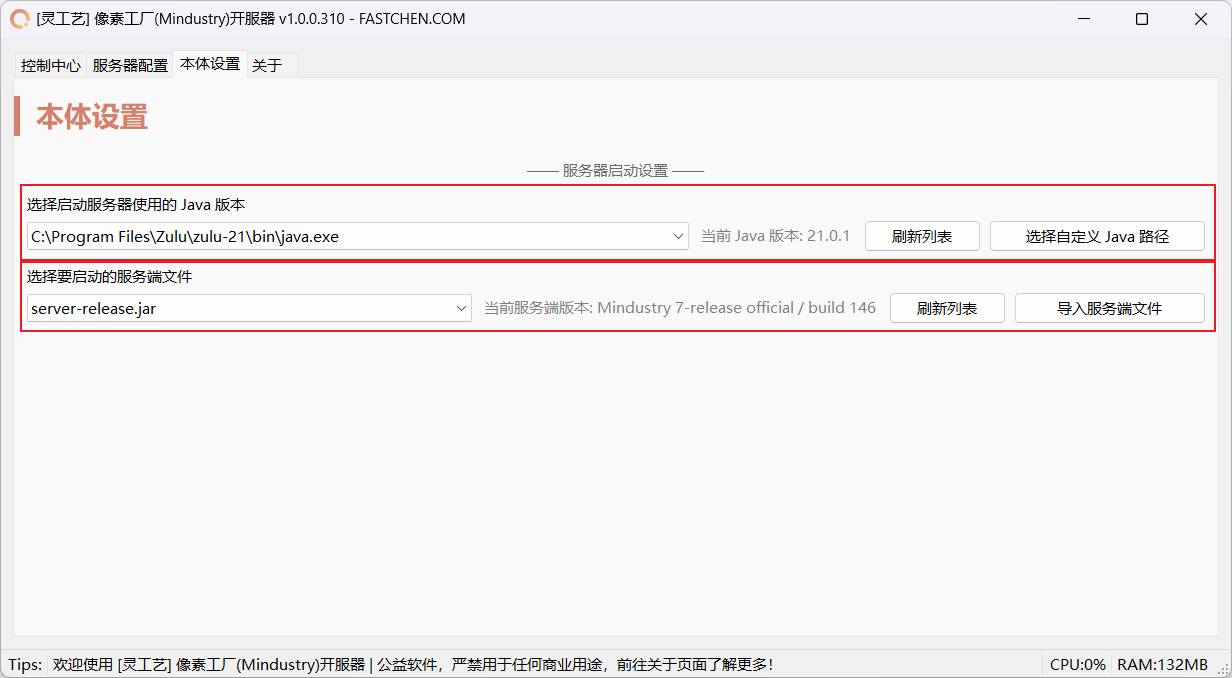 [灵工艺] 像素工厂(Mindustry)开服器 v1.0.0.310 - FASTCHEN.COM
控制中心 服务器配置 本体设置 关于
本体设置
—— 服务器启动设置 ——
选择启动服务器使用的 Java 版本
C:\Program Files\Zulu\zulu-21\bin\java.exe 当前 Java 版本: 21.0.1 刷新列表 选择自定义 Java 路径
选择要启动的服务端文件
server-release.jar 当前服务端版本: Mindustry 7-release official / build 146 刷新列表 导入服务端文件
Tips: 欢迎使用 [灵工艺] 像素工厂(Mindustry)开服器 | 公益软件，严禁用于任何商业用途，前往关于页面了解更多！ CPU:0% RAM:132MB